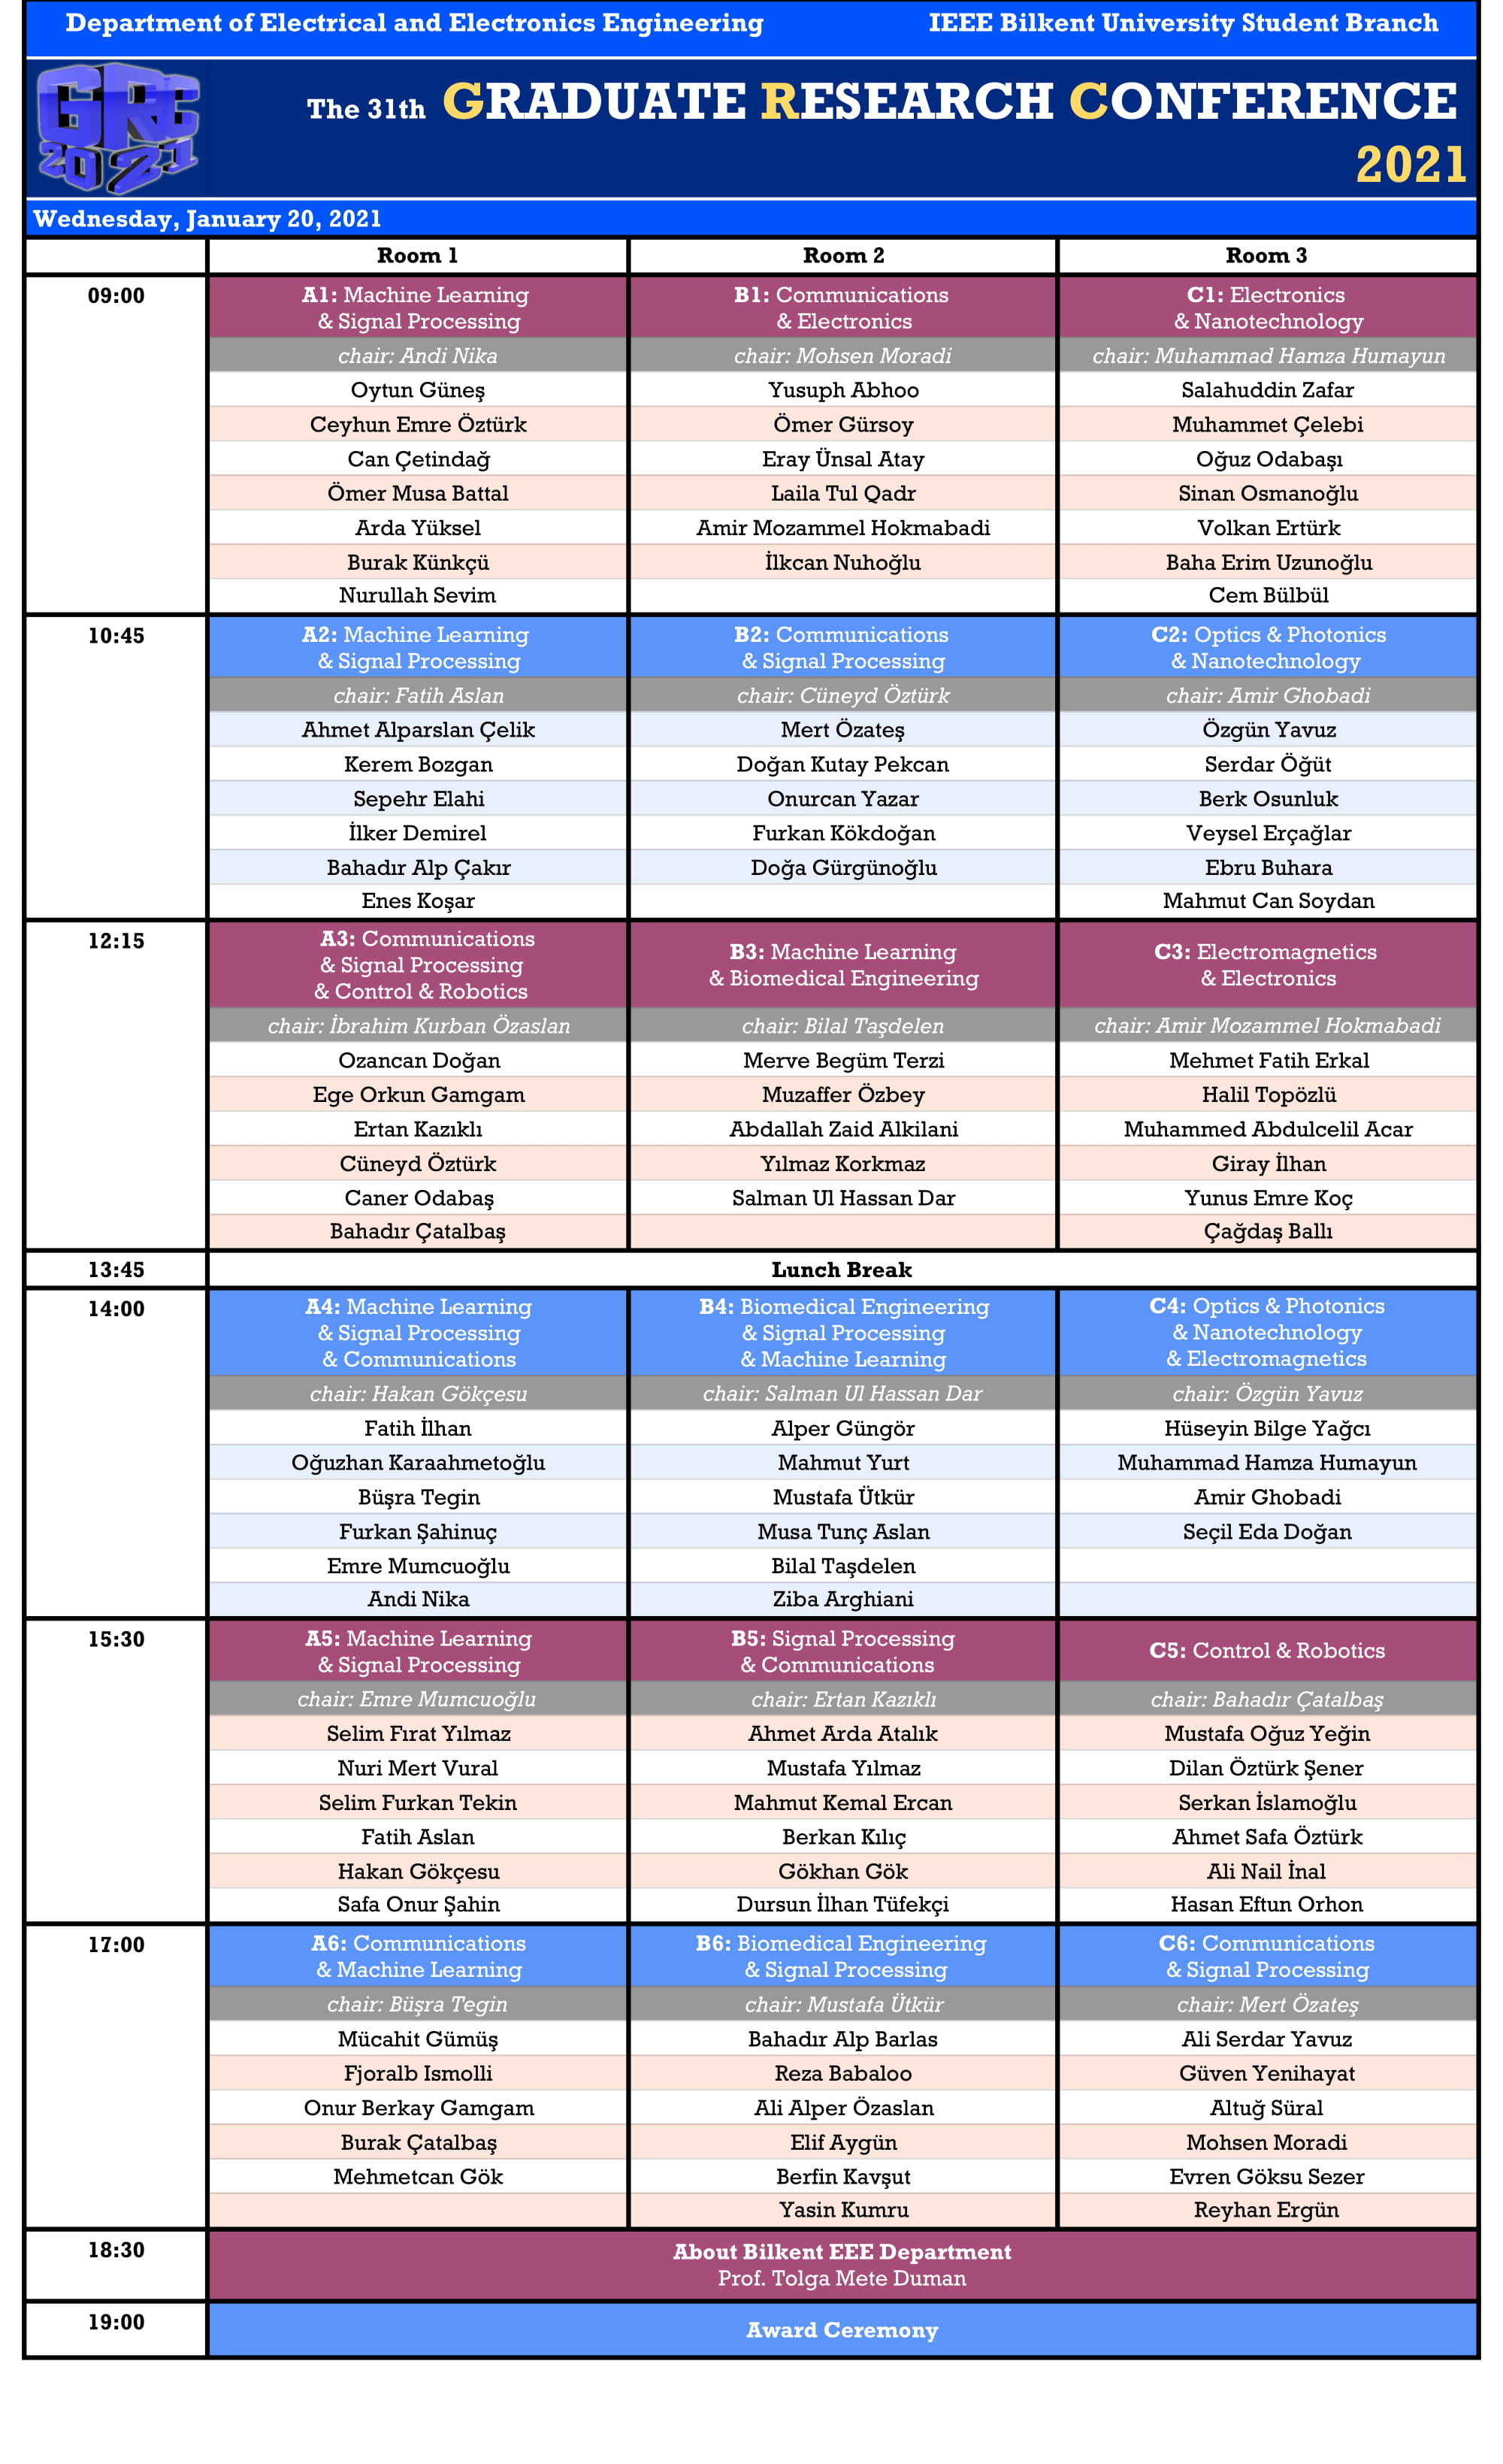 Department of Electrical and Electronics Engineering
IEEE Bilkent University Student Branch
GRC
2021
The 31th GRADUATE RESEARCH CONFERENCE
2021
Wednesday, January 20, 2021
Room 1
Room 2
Room 3
09:00
A1: Machine Learning
& Signal Processing
chair: Andi Nika
Oytun Güneş
Ceyhun Emre Öztürk
Can Çetindağ
Ömer Musa Battal
Arda Yüksel
Burak Künkçü
Nurullah Sevim
B1: Communications
& Electronics
chair: Mohsen Moradi
Yusuph Abhoo
Ömer Gürsoy
Eray Ünsal Atay
Laila Tul Qadr
Amir Mozammel Hokmabadi
İlkcan Nuhoğlu
C1: Electronics
& Nanotechnology
chair: Muhammad Hamza Humayun
Salahuddin Zafar
Muhammet Çelebi
Oğuz Odabaşı
Sinan Osmanoğlu
Volkan Ertürk
Baha Erim Uzunoğlu
Cem Bülbül
10:45
A2: Machine Learning
& Signal Processing
chair: Fatih Aslan
Ahmet Alparslan Çelik
Kerem Bozgan
Sepehr Elahi
İlker Demirel
Bahadır Alp Çakır
Enes Koşar
B2: Communications
& Signal Processing
chair: Cüneyd Öztürk
Mert Özateş
Doğan Kutay Pekcan
Onurcan Yazar
Furkan Kökdoğan
Doğa Gürgünoğlu
C2: Optics & Photonics
& Nanotechnology
chair: Amir Ghobadi
Özgün Yavuz
Serdar Öğüt
Berk Osunluk
Veysel Erçağlar
Ebru Buhara
Mahmut Can Soydan
12:15
A3: Communications
& Signal Processing
& Control & Robotics
chair: İbrahim Kurban Özaslan
Ozancan Doğan
Ege Orkun Gamgam
Ertan Kazıklı
Cüneyd Öztürk
Caner Odabaş
Bahadır Çatalbaş
B3: Machine Learning
& Biomedical Engineering
chair: Bilal Taşdelen
Merve Begüm Terzi
Muzaffer Özbey
Abdallah Zaid Alkilani
Yılmaz Korkmaz
Salman Ul Hassan Dar
C3: Electromagnetics
& Electronics
chair: Amir Mozammel Hokmabadi
Mehmet Fatih Erkal
Halil Topözlü
Muhammed Abdulcelil Acar
Giray İlhan
Yunus Emre Koç
Çağdaş Ballı
13:45
Lunch Break
14:00
A4: Machine Learning
& Signal Processing
& Communications
chair: Hakan Gökçesu
Fatih İlhan
Oğuzhan Karaahmetoğlu
Büşra Tegin
Furkan Şahinuç
Emre Mumcuoğlu
Andi Nika
B4: Biomedical Engineering
& Signal Processing
& Machine Learning
chair: Salman Ul Hassan Dar
Alper Güngör
Mahmut Yurt
Mustafa Ütkür
Musa Tunç Aslan
Bilal Taşdelen
Ziba Arghiani
C4: Optics & Photonics
& Nanotechnology
& Electromagnetics
chair: Özgün Yavuz
Hüseyin Bilge Yağcı
Muhammad Hamza Humayun
Amir Ghobadi
Seçil Eda Doğan
15:30
A5: Machine Learning
& Signal Processing
chair: Emre Mumcuoğlu
Selim Fırat Yılmaz
Nuri Mert Vural
Selim Furkan Tekin
Fatih Aslan
Hakan Gökçesu
Safa Onur Şahin
B5: Signal Processing
& Communications
chair: Ertan Kazıklı
Ahmet Arda Atalık
Mustafa Yılmaz
Mahmut Kemal Ercan
Berkan Kılıç
Gökhan Gök
Dursun İlhan Tüfekçi
C5: Control & Robotics
chair: Bahadır Çatalbaş
Mustafa Oğuz Yeğin
Dilan Öztürk Şener
Serkan İslamoğlu
Ahmet Safa Öztürk
Ali Nail İnal
Hasan Eftun Orhon
17:00
A6: Communications
& Machine Learning
chair: Büşra Tegin
Mücahit Gümüş
Fjoralb Ismolli
Onur Berkay Gamgam
Burak Çatalbaş
Mehmetcan Gök
B6: Biomedical Engineering
& Signal Processing
chair: Mustafa Ütkür
Bahadır Alp Barlas
Reza Babaloo
Ali Alper Özaslan
Elif Aygün
Berfin Kavşut
Yasin Kumru
C6: Communications
& Signal Processing
chair: Mert Özateş
Ali Serdar Yavuz
Güven Yenihayat
Altuğ Süral
Mohsen Moradi
Evren Göksu Sezer
Reyhan Ergün
18:30
About Bilkent EEE Department
Prof. Tolga Mete Duman
19:00
Award Ceremony